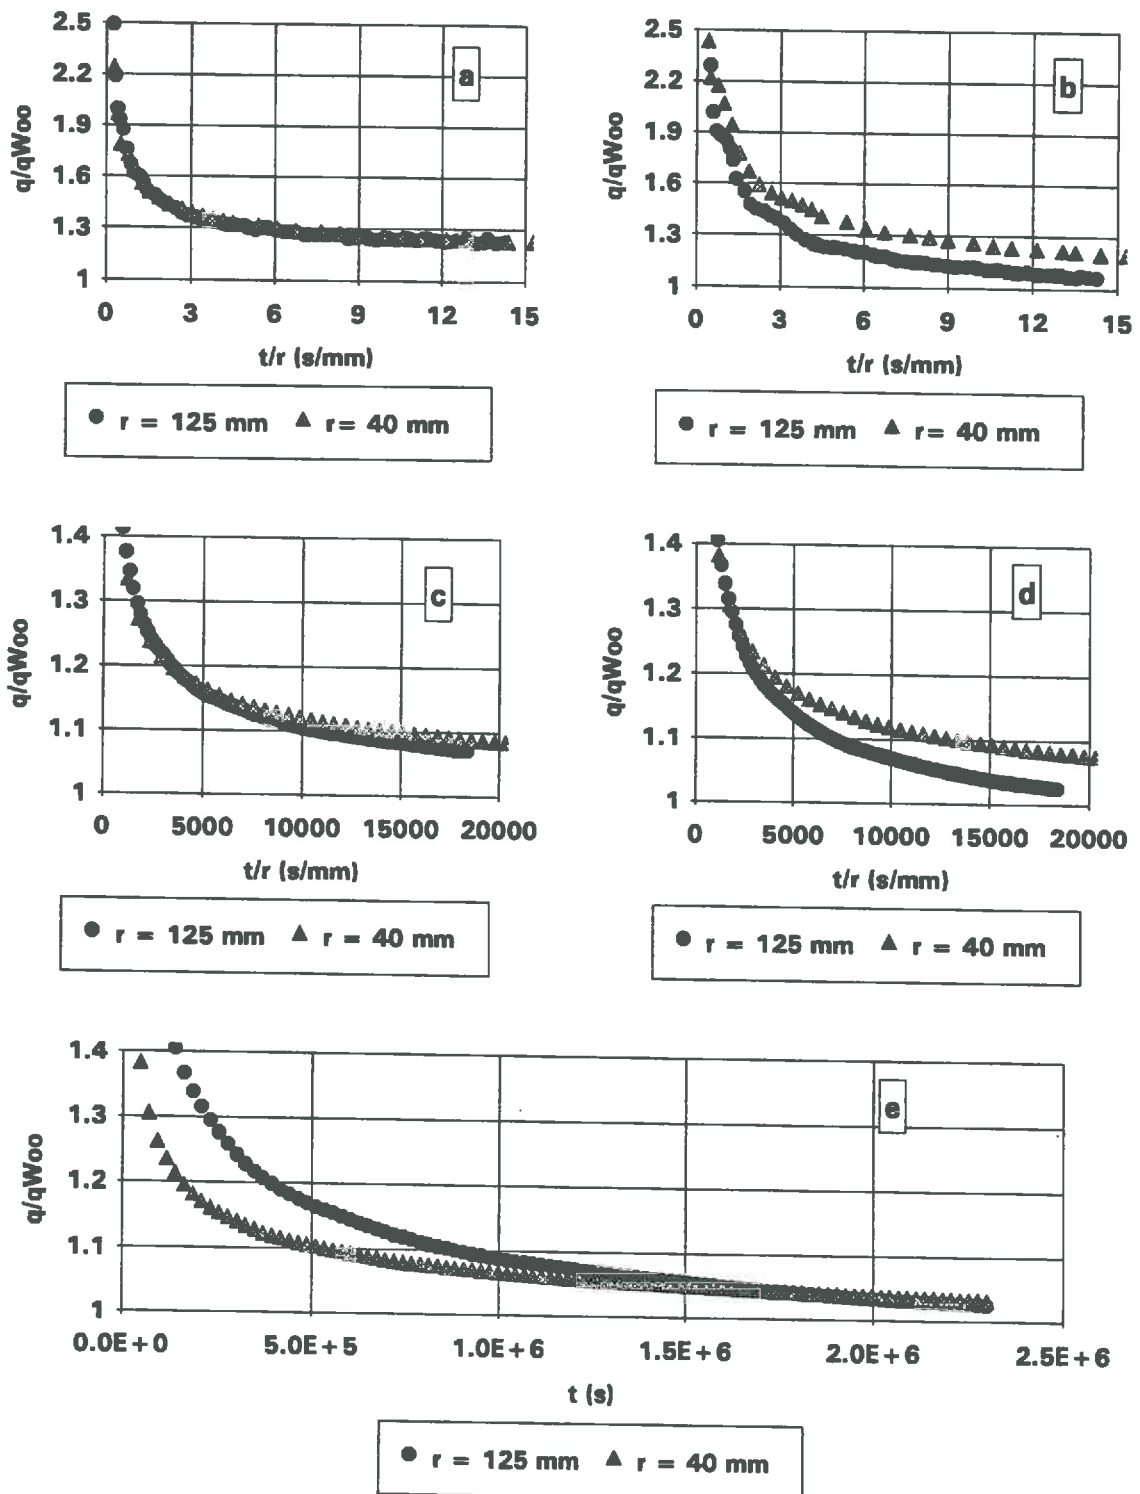 2.5
2.2
1.9
1.6
1.3
1
q/qWoo
a
0 3 6 9 12 15
t/r (s/mm)
r = 125 mm r= 40 mm
2.5
2.2
1.9
1.6
1.3
1
q/qWoo
b
0 3 6 9 12 15
t/r (s/mm)
r = 125 mm r= 40 mm
1.4
1.3
1.2
1.1
1
q/qWoo
c
0 5000 10000 15000 20000
t/r (s/mm)
r = 125 mm r = 40 mm
1.4
1.3
1.2
1.1
1
q/qWoo
d
0 5000 10000 15000 20000
t/r (s/mm)
r = 125 mm r = 40 mm
1.4
1.3
1.2
1.1
1
q/qWoo
e
0.0E+0 5.0E+5 1.0E+6 1.5E+6 2.0E+6 2.5E+6
t (s)
r = 125 mm r = 40 mm